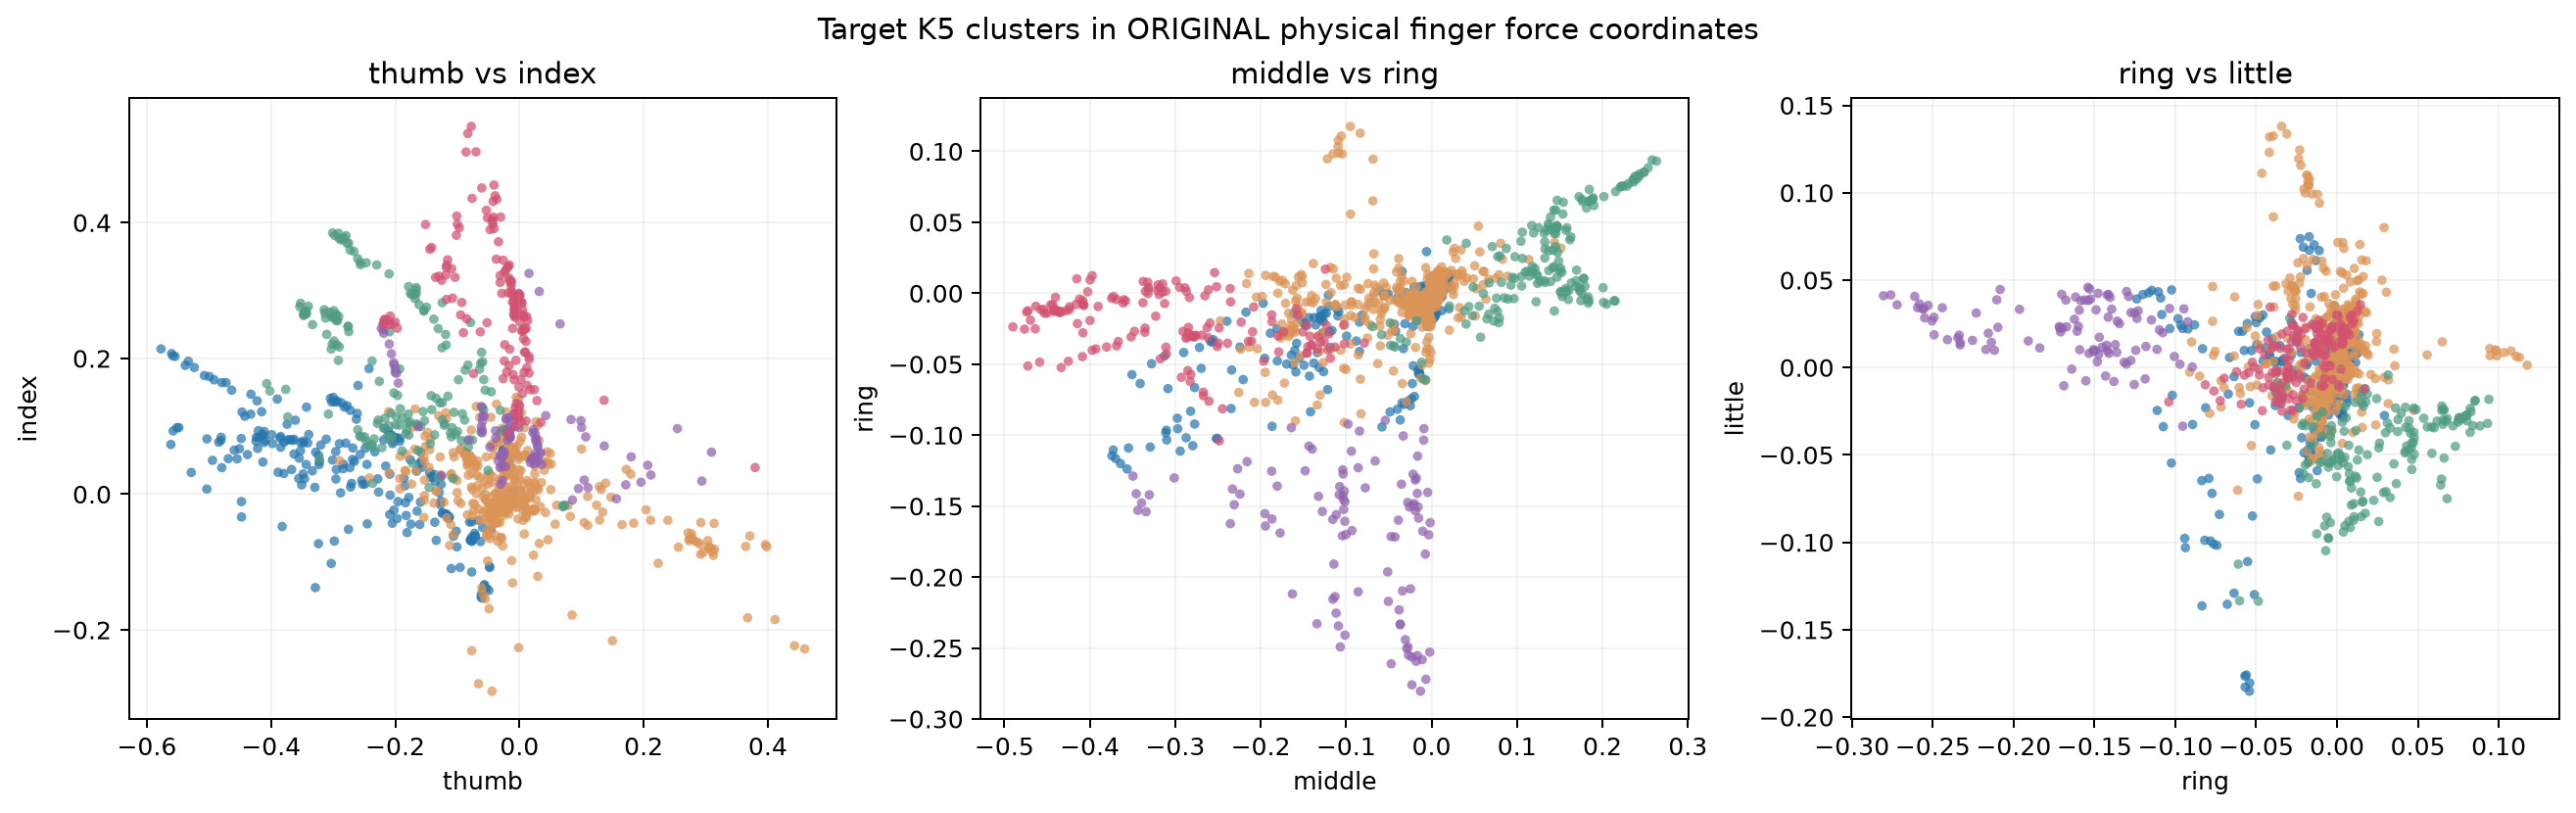 Target K5 clusters in ORIGINAL physical finger force coordinates
thumb vs index
index
0.4
0.2
0.0
−0.2
−0.6 −0.4 −0.2 0.0 0.2 0.4
thumb
middle vs ring
ring
0.10
0.05
0.00
−0.05
−0.10
−0.15
−0.20
−0.25
−0.30
−0.5 −0.4 −0.3 −0.2 −0.1 0.0 0.1 0.2 0.3
middle
ring vs little
little
0.15
0.10
0.05
0.00
−0.05
−0.10
−0.15
−0.20
−0.30 −0.25 −0.20 −0.15 −0.10 −0.05 0.00 0.05 0.10
ring